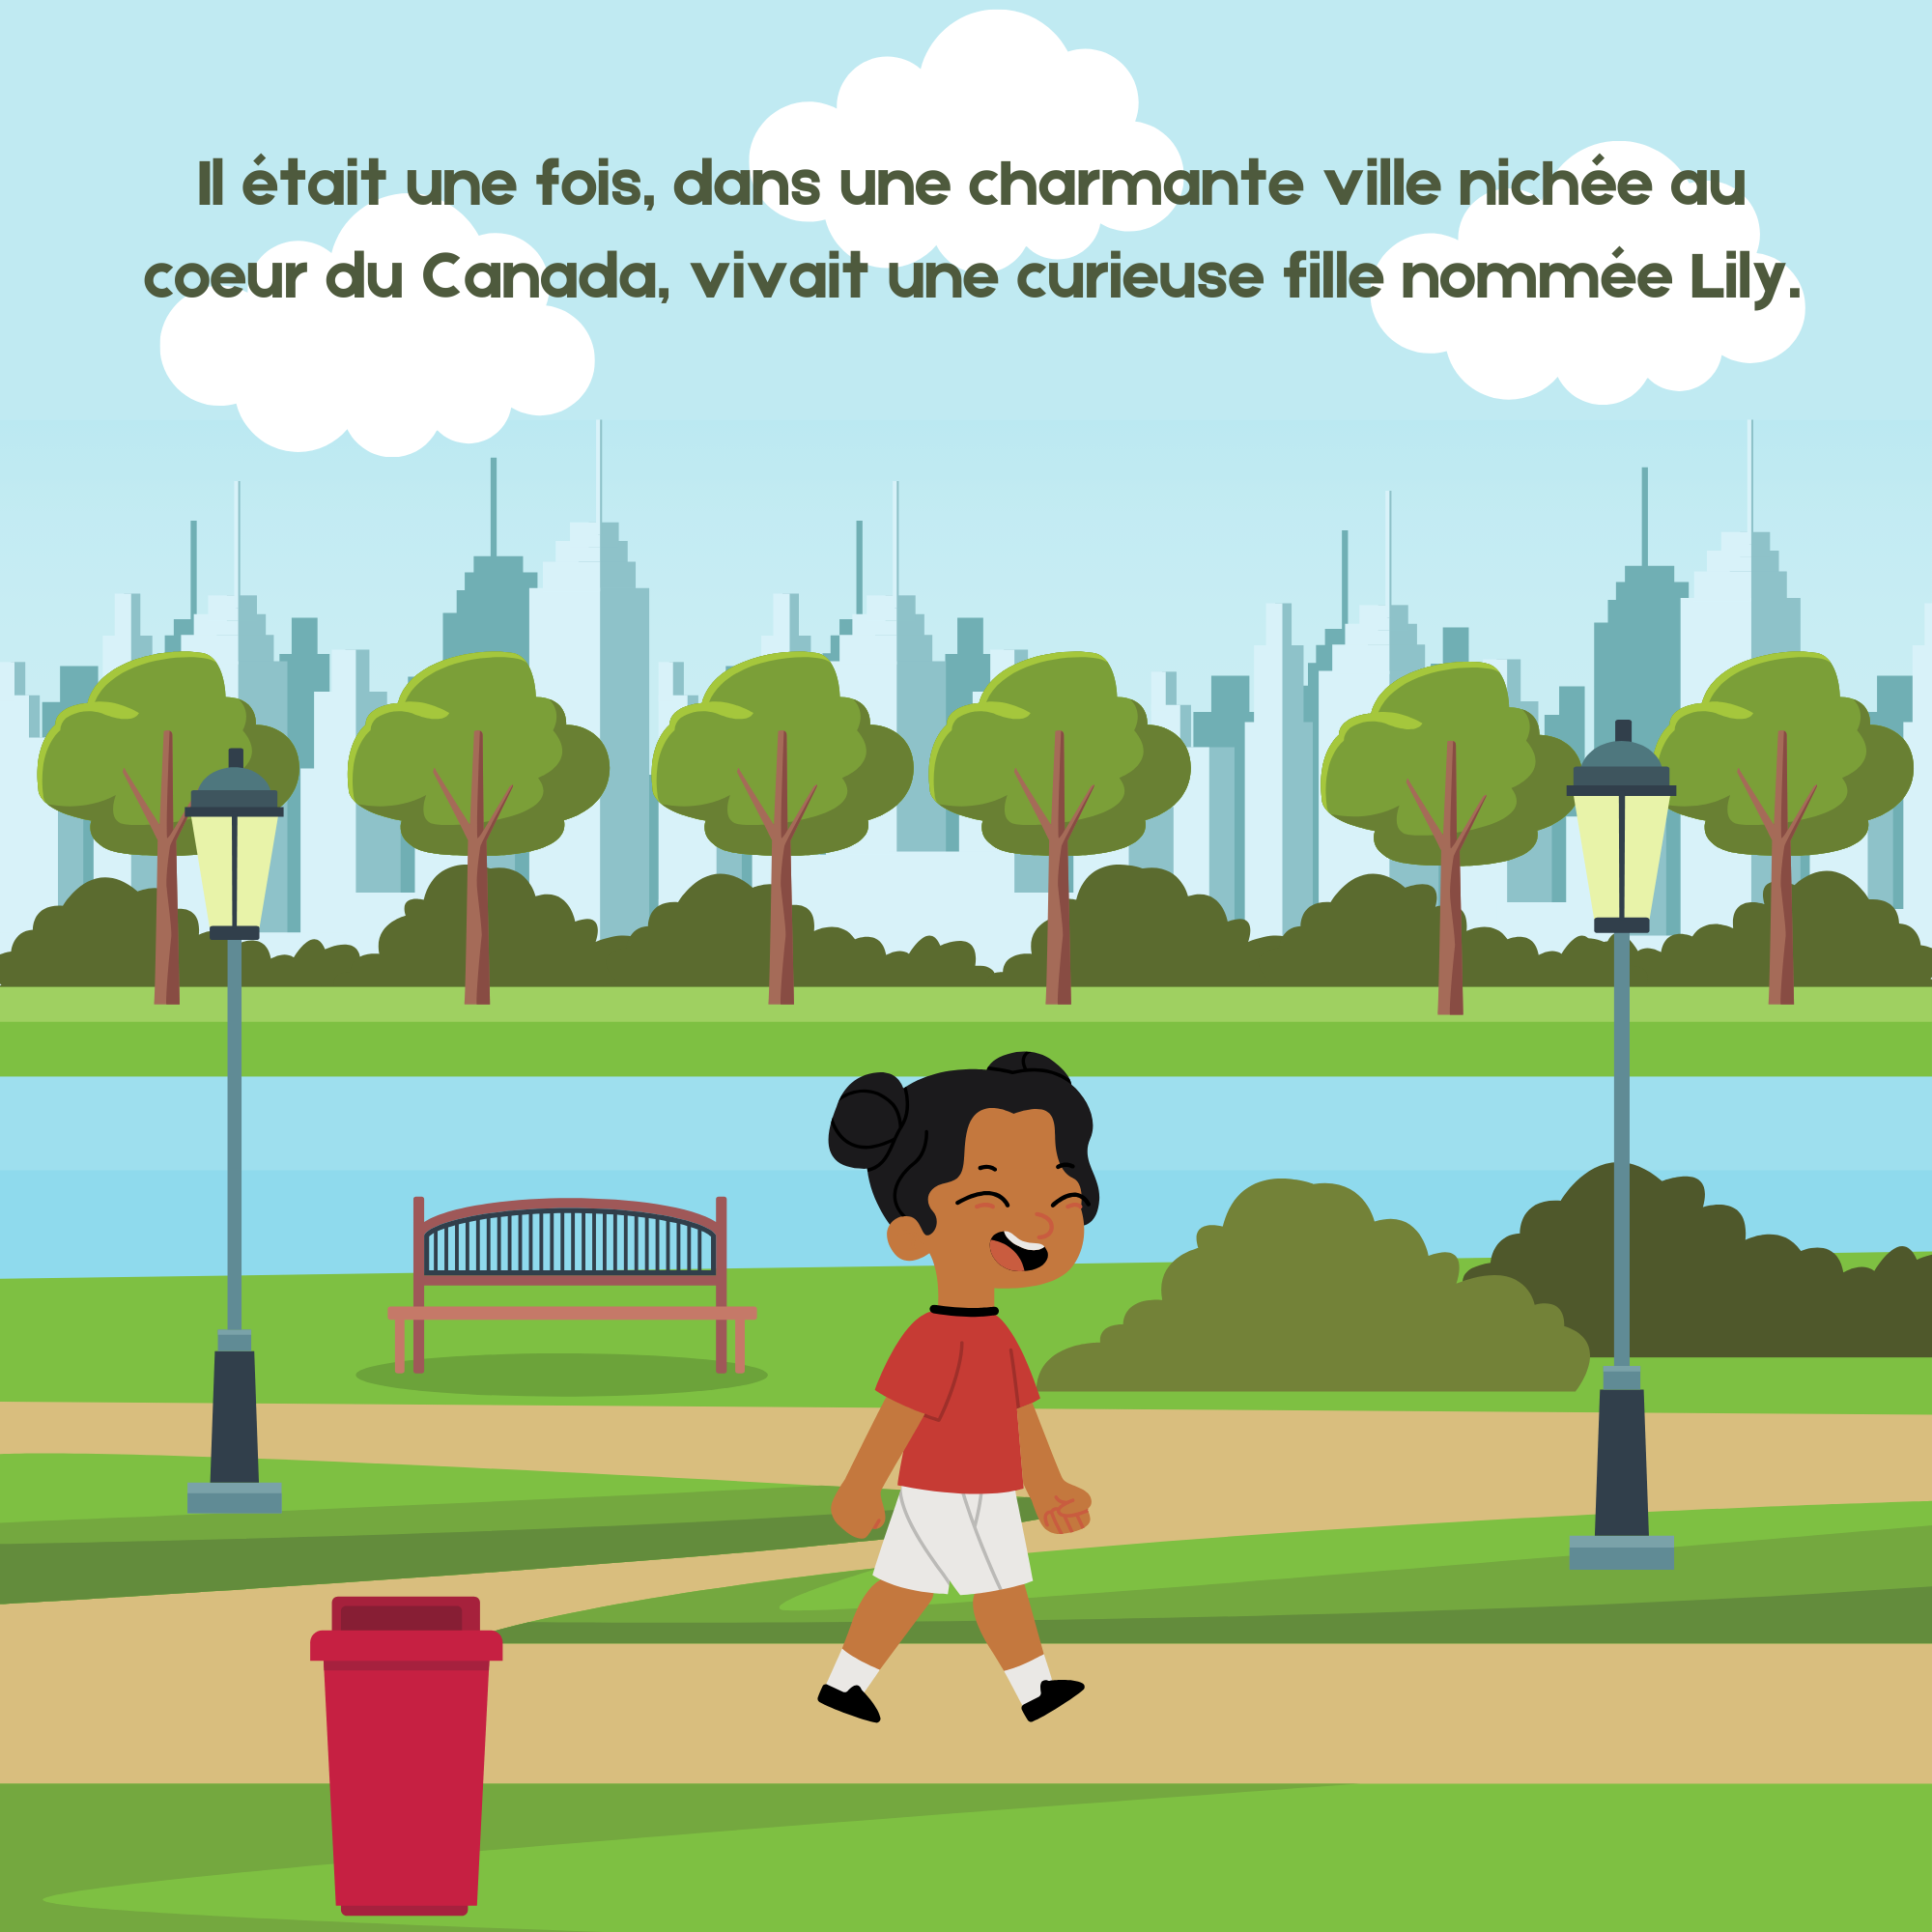 Il était une fois, dans une charmante ville nichée au
coeur du Canada, vivait une curieuse fille nommée Lily.